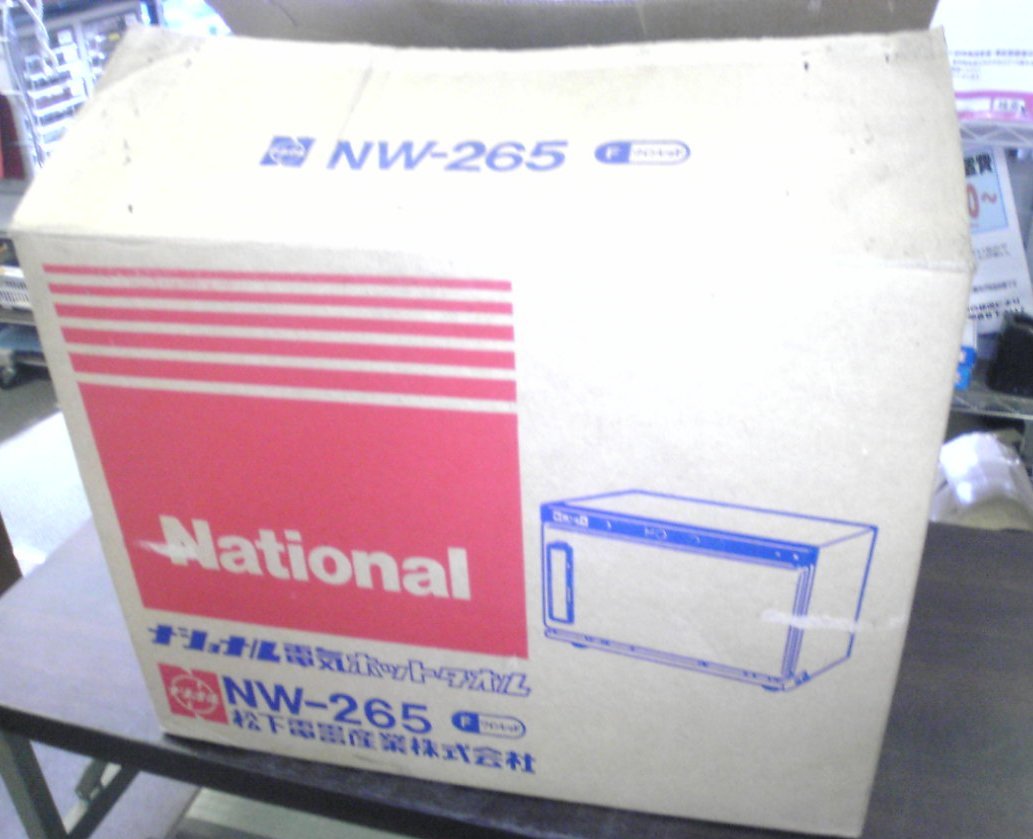 NW-265 F
National
ナショナル電気ホットタオル
NW-265 F
松下電器産業株式会社